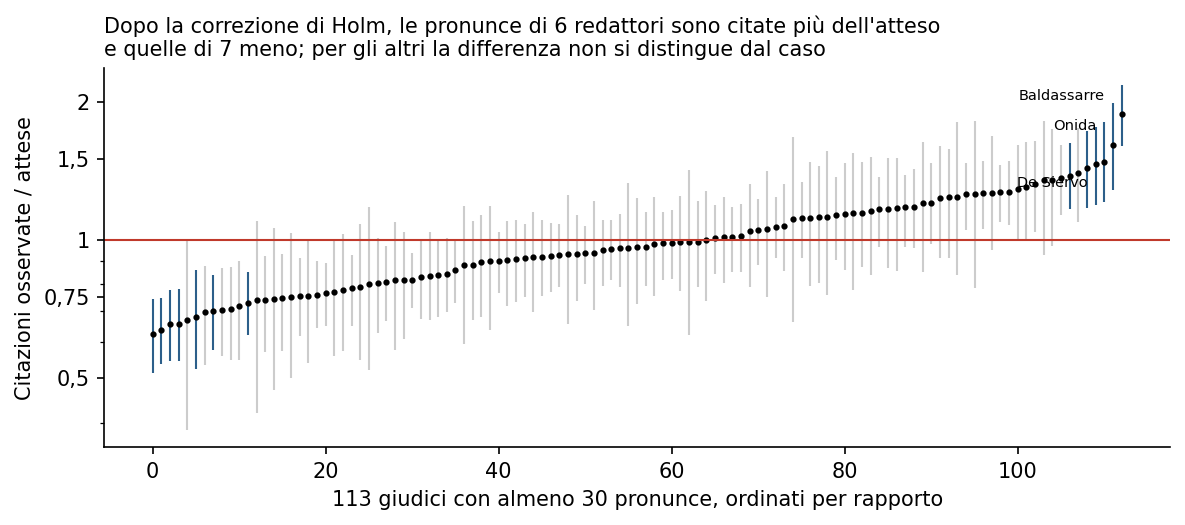 Dopo la correzione di Holm, le pronunce di 6 redattori sono citate più dell'atteso
e quelle di 7 meno; per gli altri la differenza non si distingue dal caso
Citazioni osservate / attese
2
1,5
1
0,75
0,5
Baldassarre
Onida
De Siervo
0
20
40
60
80
100
113 giudici con almeno 30 pronunce, ordinati per rapporto